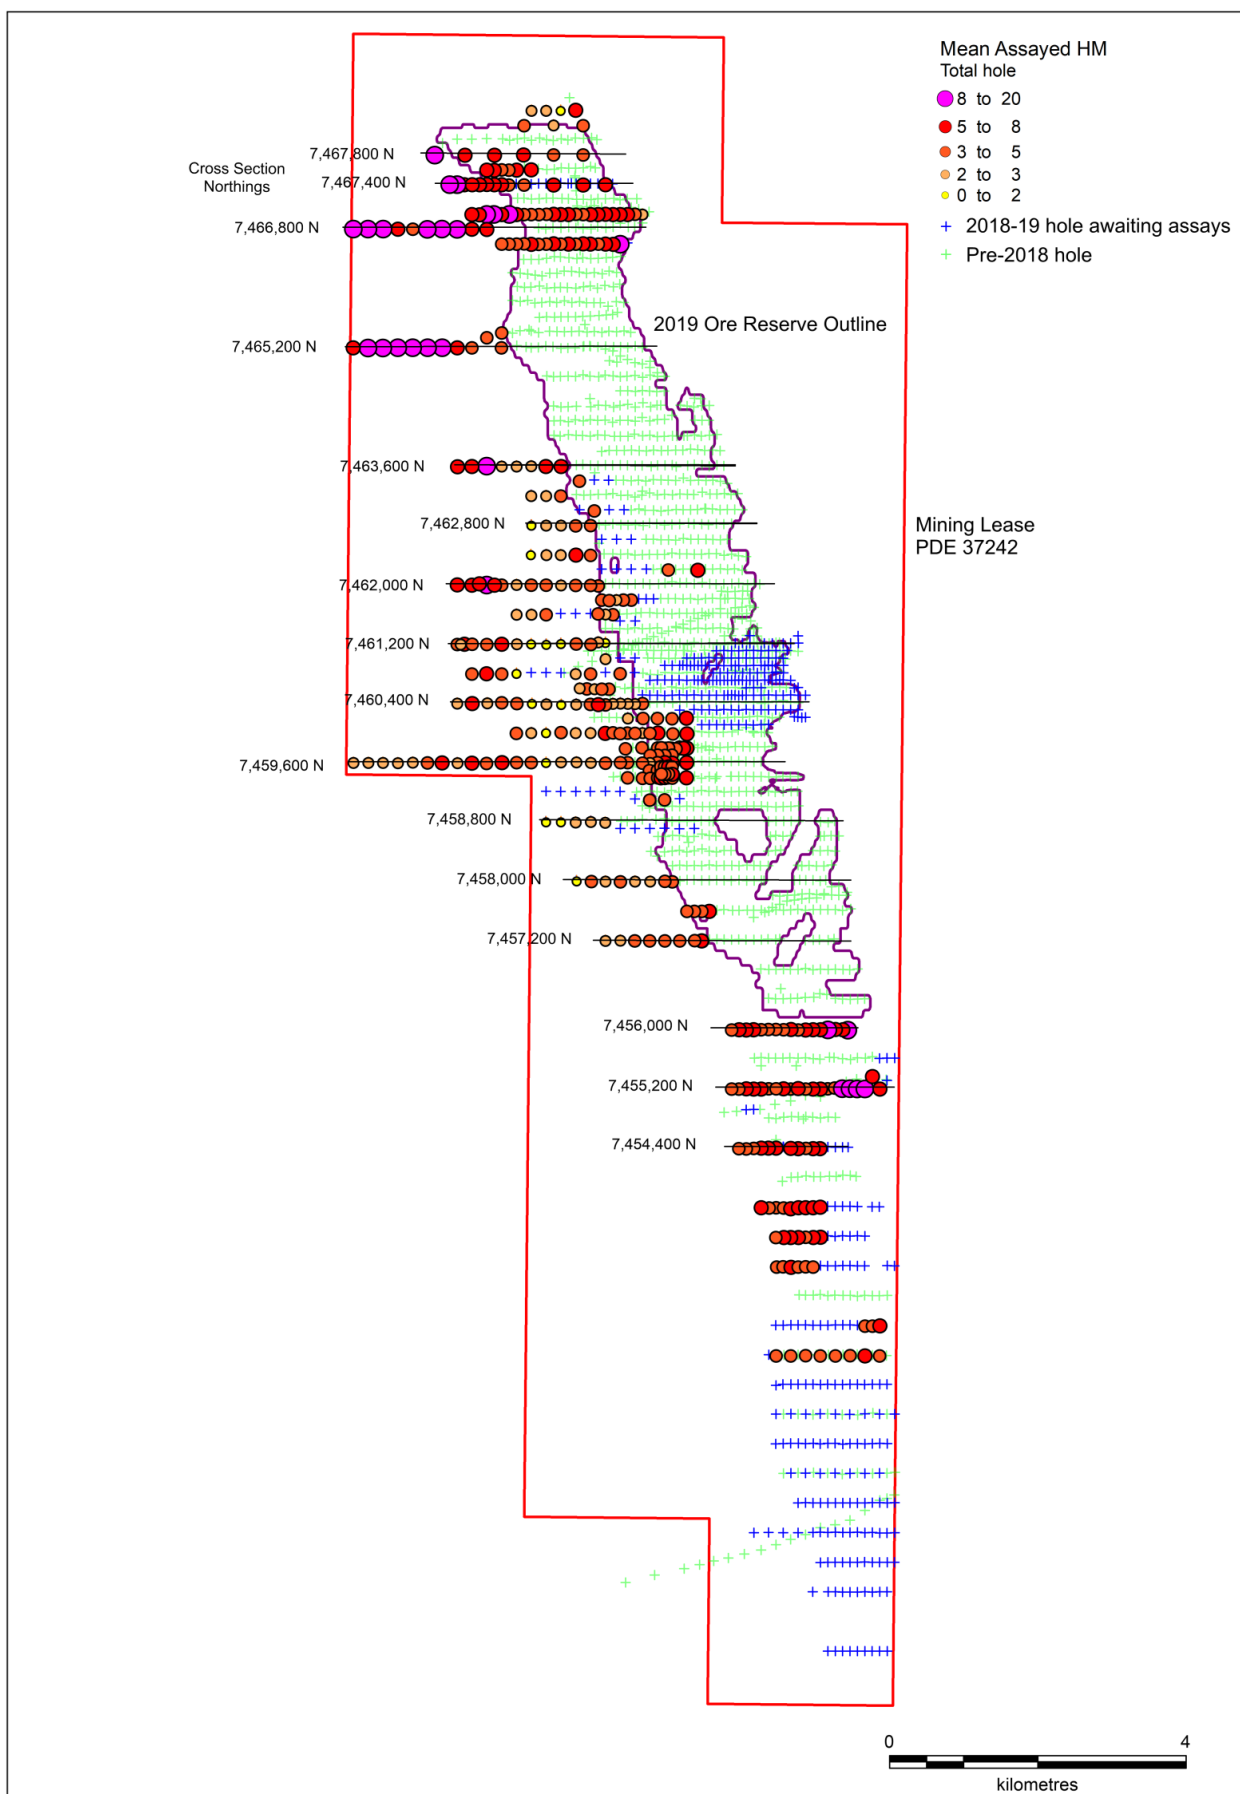 Mean Assayed HM
Total hole
8 to 20
5 to 8
3 to 5
2 to 3
0 to 2
2018-19 hole awaiting assays
Pre-2018 hole
7,467,800 N
Cross Section
Northings
7,467,400 N
7,466,800 N
2019 Ore Reserve Outline
7,465,200 N
7,463,600 N
7,462,800 N
Mining Lease
PDE 37242
7,462,000 N
7,461,200 N
7,460,400 N
7,459,600 N
7,458,800 N
7,458,000 N
7,457,200 N
7,456,000 N
7,455,200 N
7,454,400 N
0 4
kilometres